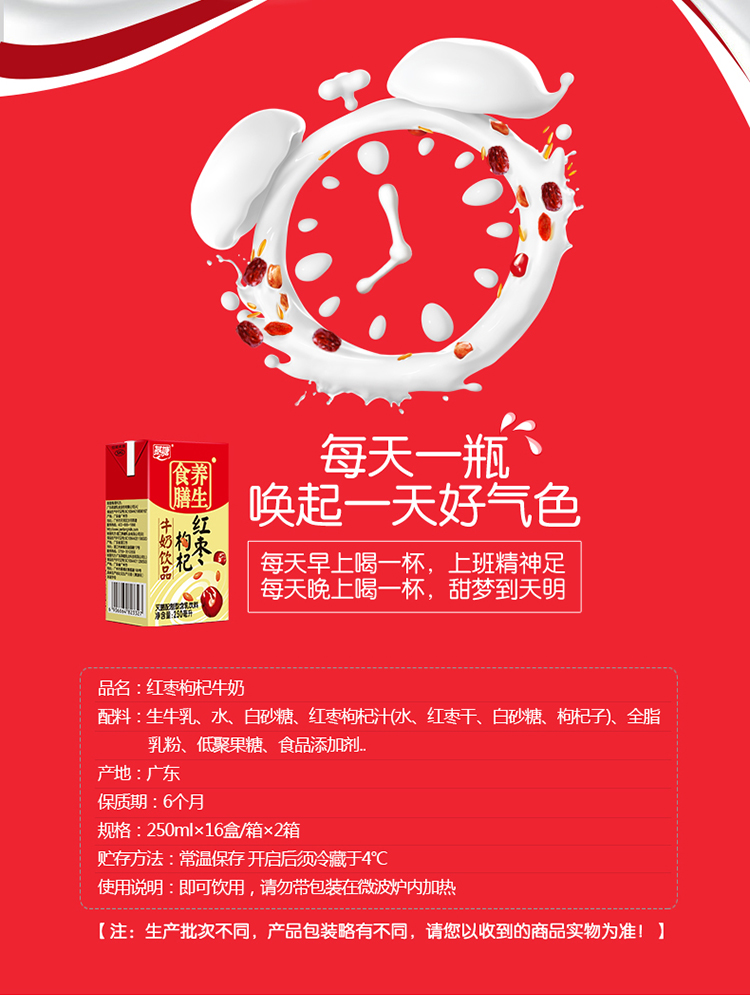 每天一瓶
唤起一天好气色
每天早上喝一杯，上班精神足
每天晚上喝一杯，甜梦到天明
养生
食膳
红枣枸杞
牛奶饮品
净含量:250毫升
品名：红枣枸杞牛奶
配料：生牛乳、水、白砂糖、红枣枸杞汁(水、红枣干、白砂糖、枸杞子)、全脂
乳粉、低聚果糖、食品添加剂..
产地：广东
保质期：6个月
规格：250ml×16盒/箱×2箱
贮存方法：常温保存 开启后须冷藏于4℃
使用说明：即可饮用，请勿带包装在微波炉内加热
【 注：生产批次不同，产品包装略有不同，请您以收到的商品实物为准！】